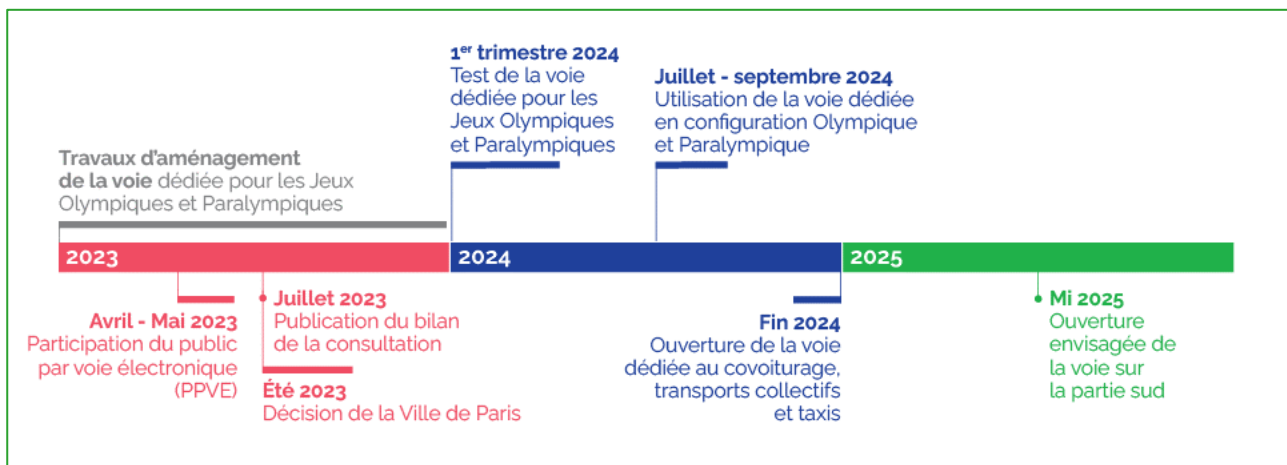 1er trimestre 2024
Test de la voie
dédiée pour les
Jeux Olympiques
et Paralympiques
Juillet - septembre 2024
Utilisation de la voie dédiée
en configuration Olympique
et Paralympique
Travaux d’aménagement
de la voie dédiée pour les Jeux
Olympiques et Paralympiques
2023
2024
2025
Avril - Mai 2023
Participation du public
par voie électronique
(PPVE)
Juillet 2023
Publication du bilan
de la consultation
Été 2023
Décision de la Ville de Paris
Fin 2024
Ouverture de la voie
dédiée au covoiturage,
transports collectifs
et taxis
Mi 2025
Ouverture
envisagée de
la voie sur
la partie sud